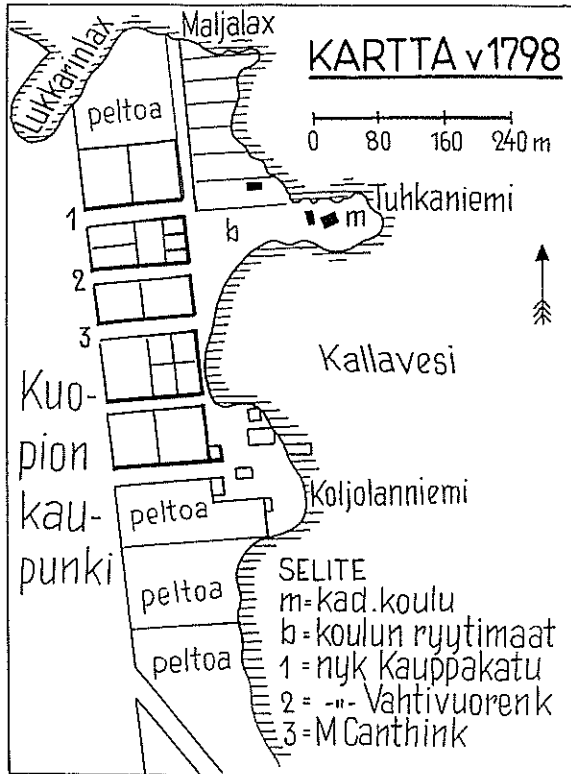 Maljalax
KARTTA v 1798
Lukkarinlax
peltoa
0 80 160 240 m
Tuhkaniemi
m
b
1
2
3
Kallavesi
Kuo-
pion
kau-
punki
Koljolanniemi
peltoa
peltoa
peltoa
SELITE
m=kad.koulu
b=koulun ryytimaat
1 = nyk Kauppakatu
2 = -"- Vahtivuorenk
3=M Canthink